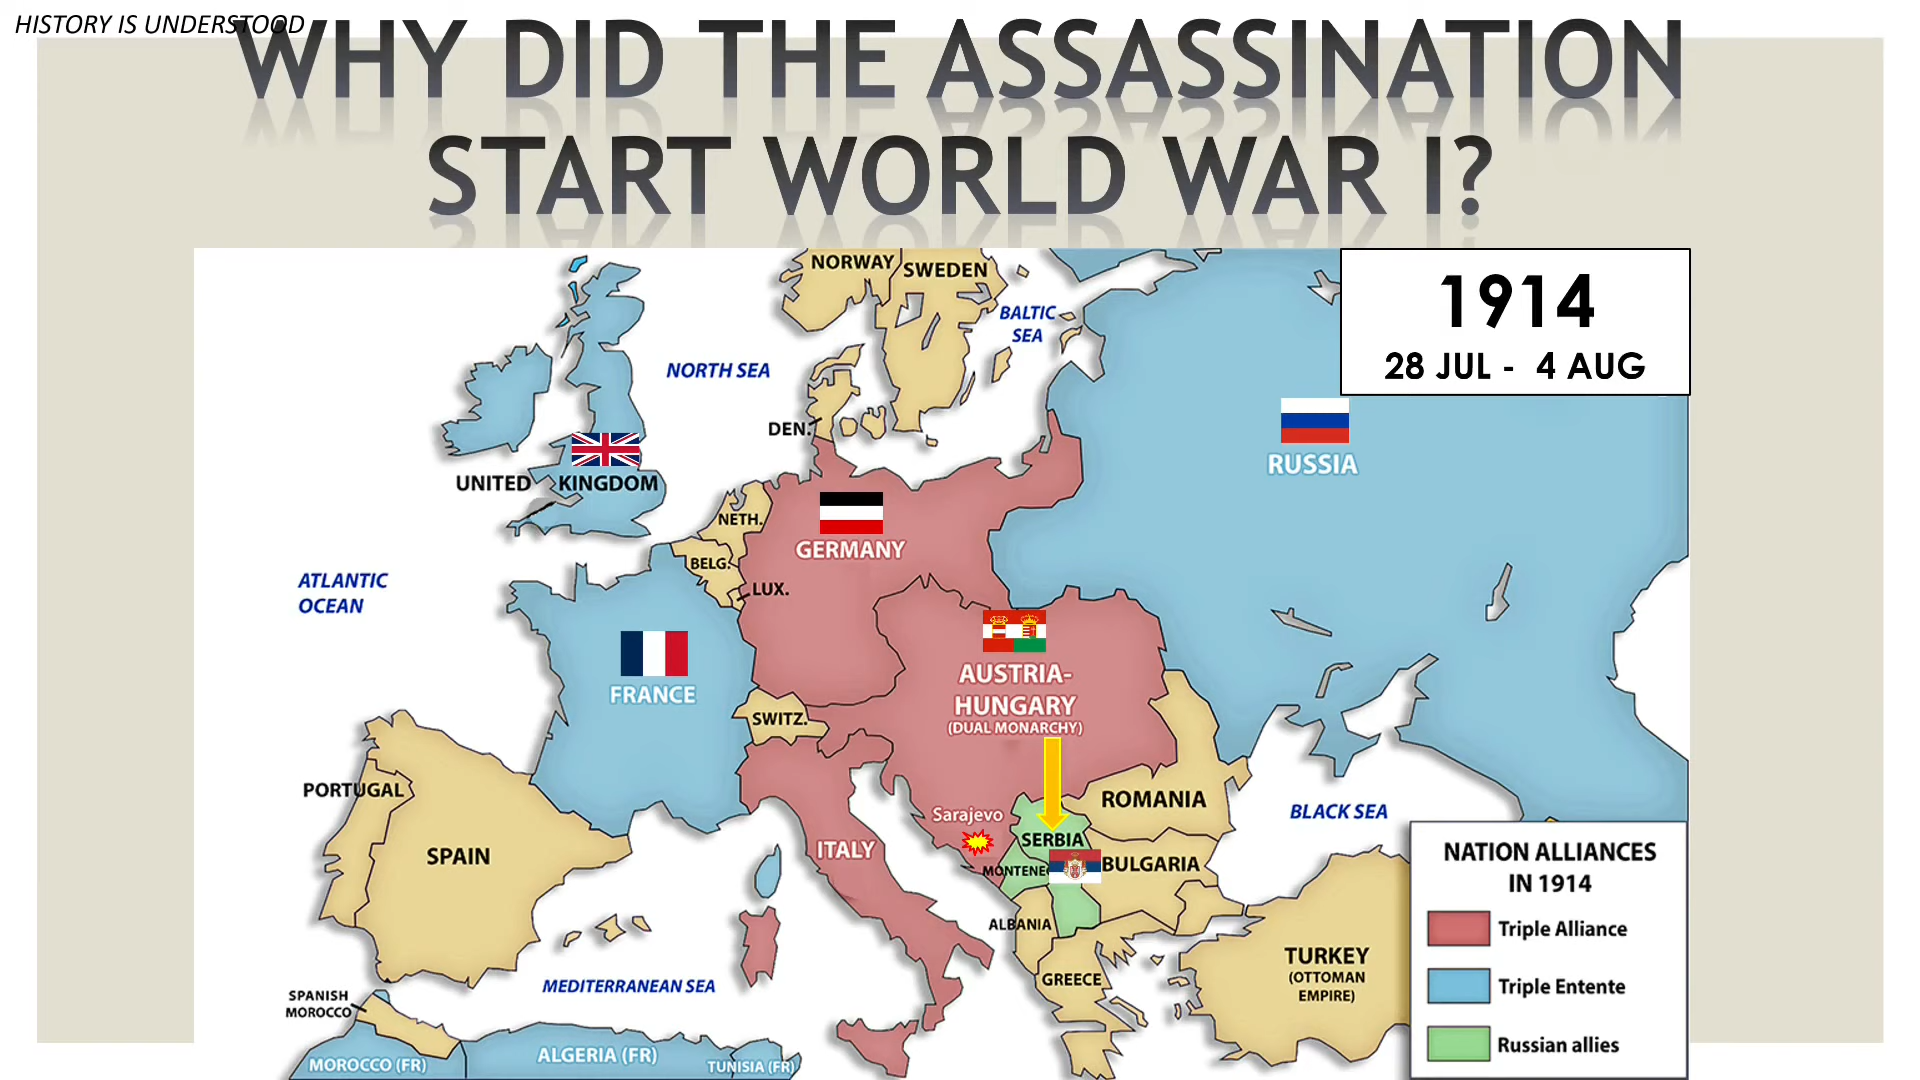 HISTORY IS UNDERSTOOD
WHY DID THE ASSASSINATION
START WORLD WAR I?
1914
28 JUL - 4 AUG
NORWAY
SWEDEN
BALTIC
SEA
NORTH SEA
DEN.
RUSSIA
UNITED KINGDOM
NETH.
GERMANY
BELG.
LUX.
ATLANTIC
OCEAN
FRANCE
AUSTRIA-
HUNGARY
(DUAL MONARCHY)
SWITZ.
PORTUGAL
ROMANIA
BLACK SEA
Sarajevo
SERBIA
ITALY
SPAIN
BULGARIA
MONTENE
ALBANIA
GREECE
TURKEY
(OTTOMAN
EMPIRE)
MEDITERRANEAN SEA
SPANISH
MOROCCO
MOROCCO (FR)
ALGERIA (FR)
TUNISIA (FR)
NATION ALLIANCES
IN 1914
Triple Alliance
Triple Entente
Russian allies